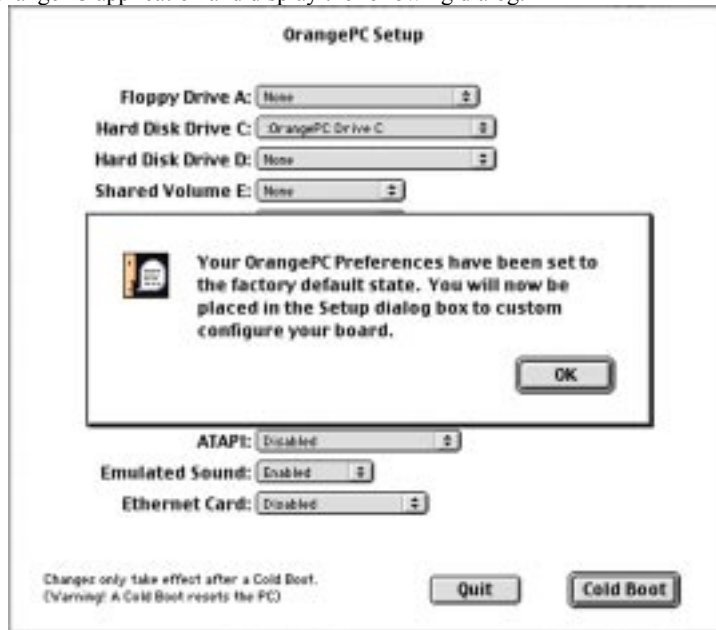 OrangePC Setup
Floppy Drive A: None
Hard Disk Drive C: :OrangePC Drive C
Hard Disk Drive D: None
Shared Volume E: None
Your OrangePC Preferences have been set to
the factory default state. You will now be
placed in the Setup dialog box to custom
configure your board.
OK
ATAPI: Disabled
Emulated Sound: Enabled
Ethernet Card: Disabled
Changes only take effect after a Cold Boot.
(Warning! A Cold Boot resets the PC)
Quit
Cold Boot